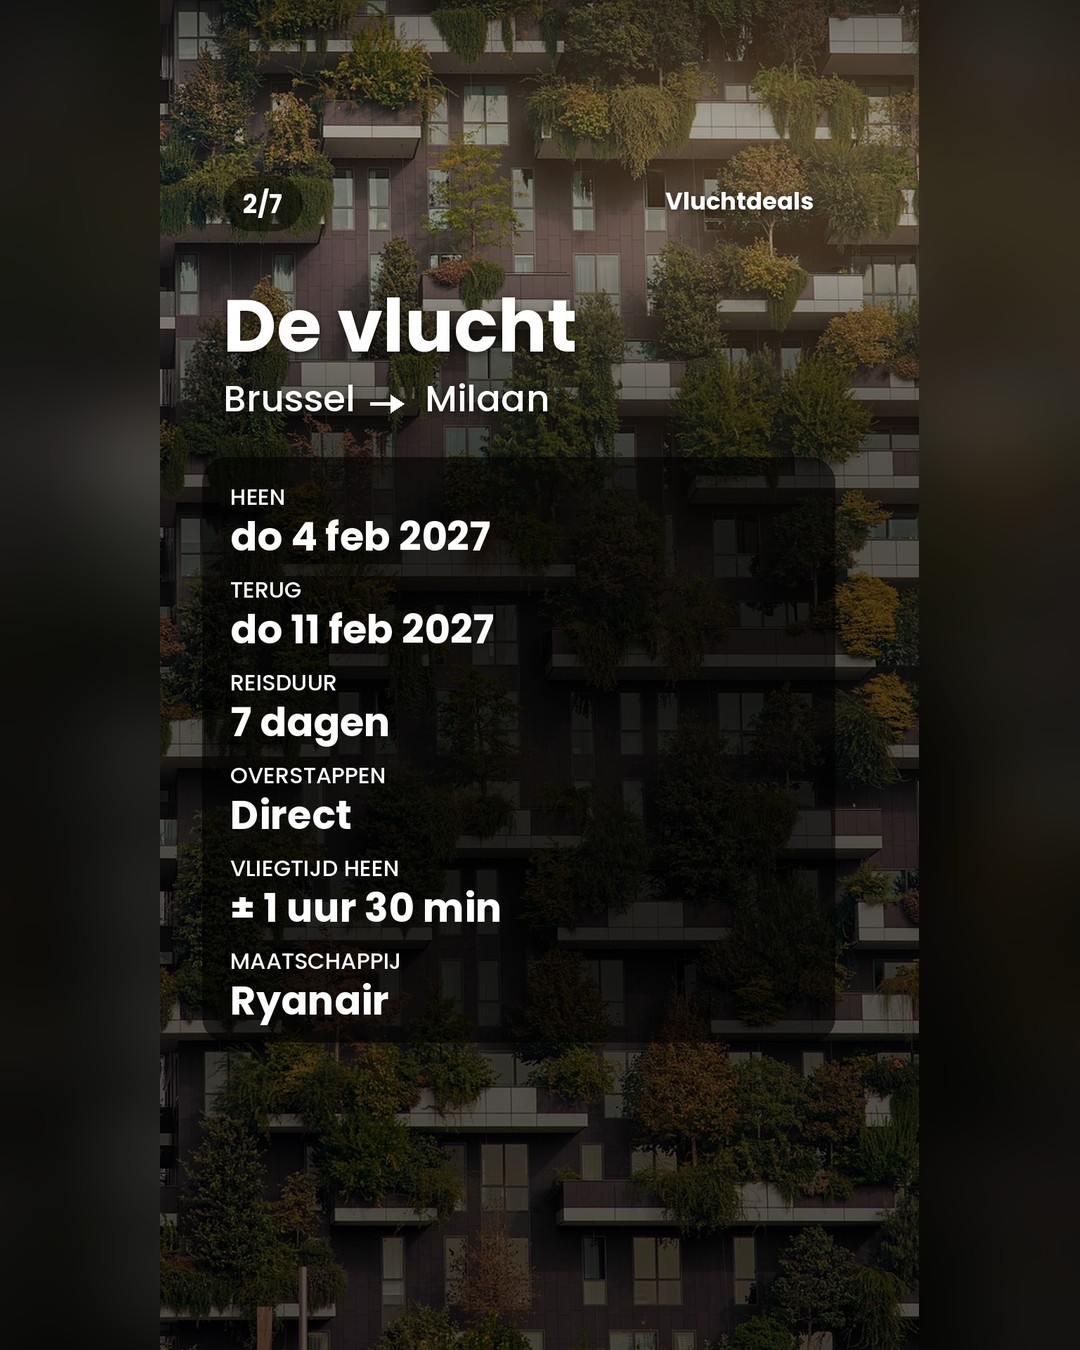 2/7
Vluchtdeals
De vlucht
Brussel → Milaan
HEEN
do 4 feb 2027
TERUG
do 11 feb 2027
REISDUUR
7 dagen
OVERSTAPPEN
Direct
VLIEGTIJD HEEN
± 1 uur 30 min
MAATSCHAPPIJ
Ryanair